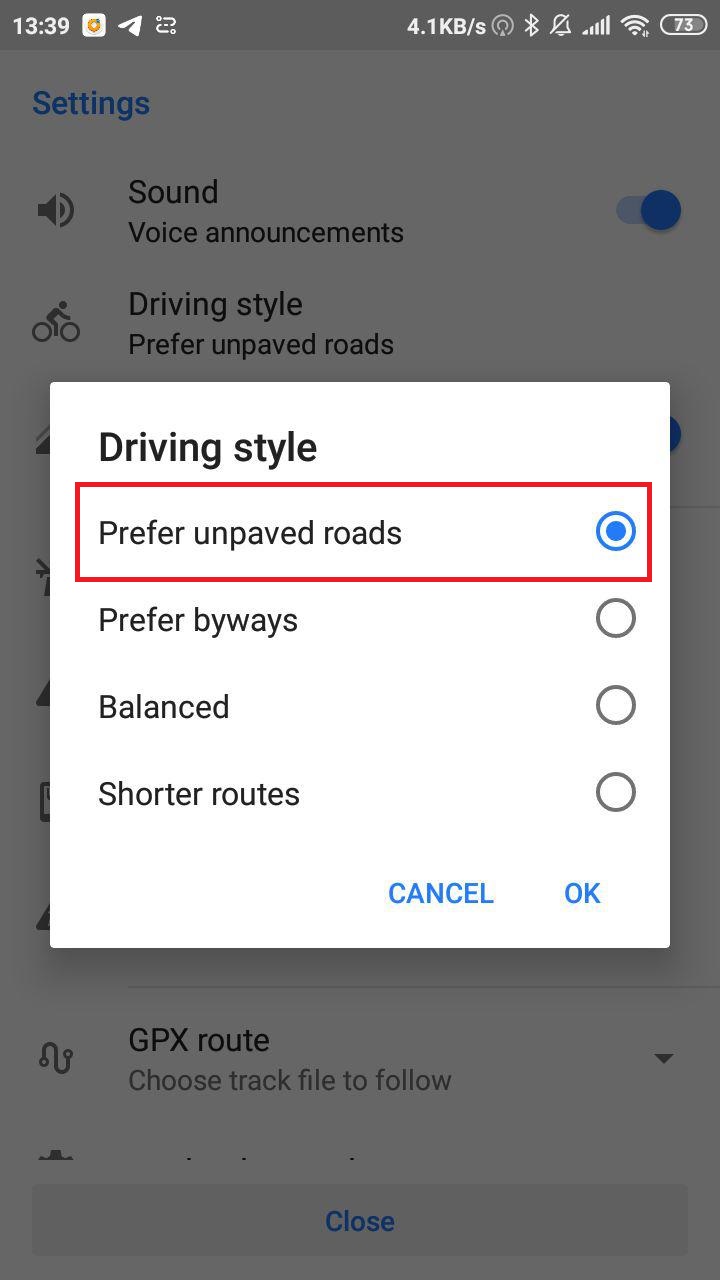 13:39 4.1KB/s 73
Settings
Sound
Voice announcements
Driving style
Prefer unpaved roads
Driving style
Prefer unpaved roads
Prefer byways
Balanced
Shorter routes
CANCEL OK
GPX route
Choose track file to follow
Close